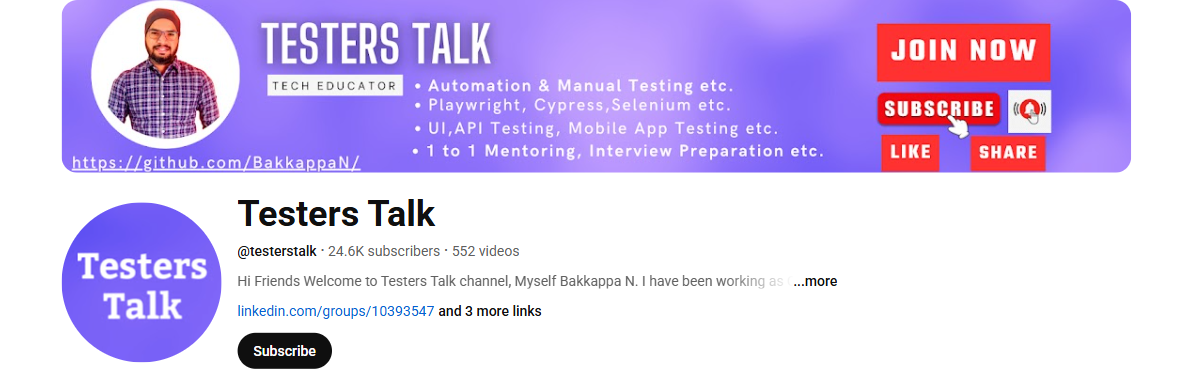 TESTERS TALK
TECH EDUCATOR
• Automation & Manual Testing etc.
• Playwright, Cypress,Selenium etc.
• UI,API Testing, Mobile App Testing etc.
• 1 to 1 Mentoring, Interview Preparation etc.
https://github.com/BakkappaN/
JOIN NOW
SUBSCRIBE
LIKE
SHARE
Testers
Talk
Testers Talk
@testerstalk · 24.6K subscribers · 552 videos
Hi Friends Welcome to Testers Talk channel, Myself Bakkappa N. I have been working as ...more
linkedin.com/groups/10393547 and 3 more links
Subscribe